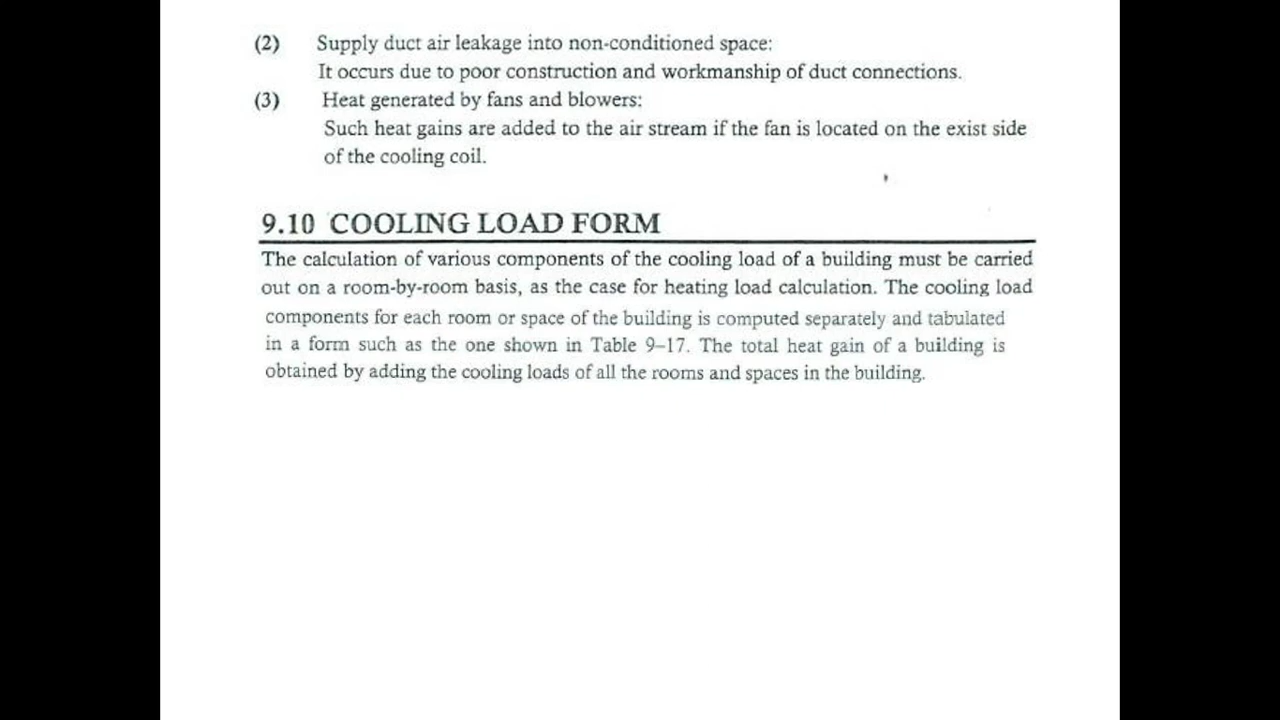 (2) Supply duct air leakage into non-conditioned space:
It occurs due to poor construction and workmanship of duct connections.
(3) Heat generated by fans and blowers:
Such heat gains are added to the air stream if the fan is located on the exist side
of the cooling coil.
9.10 COOLING LOAD FORM
The calculation of various components of the cooling load of a building must be carried
out on a room-by-room basis, as the case for heating load calculation. The cooling load
components for each room or space of the building is computed separately and tabulated
in a form such as the one shown in Table 9–17. The total heat gain of a building is
obtained by adding the cooling loads of all the rooms and spaces in the building.